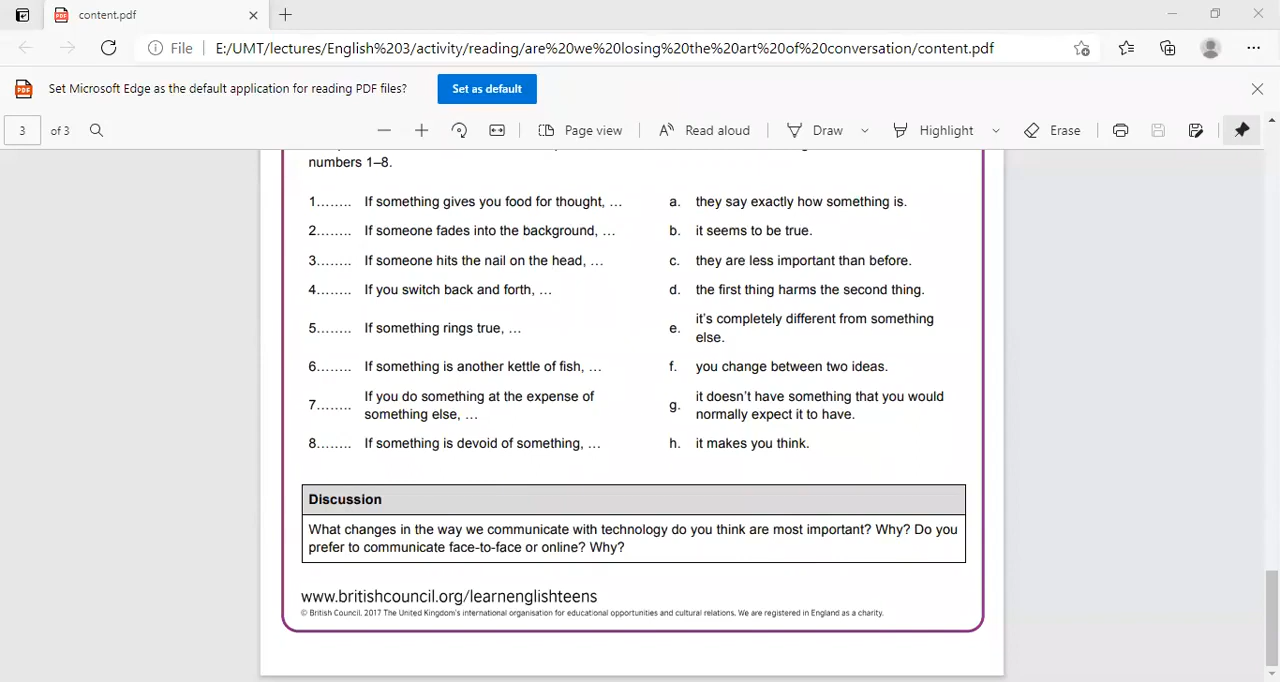 content.pdf
File E:/UMT/lectures/English%203/activity/reading/are%20we%20losing%20the%20art%20of%20conversation/content.pdf
Set Microsoft Edge as the default application for reading PDF files? Set as default
3 of 3 Page view Read aloud Draw Highlight Erase
numbers 1–8.
1…….. If something gives you food for thought, … a. they say exactly how something is.
2…….. If someone fades into the background, … b. it seems to be true.
3…….. If someone hits the nail on the head, … c. they are less important than before.
4…….. If you switch back and forth, … d. the first thing harms the second thing.
5…….. If something rings true, … e. it's completely different from something
else.
6…….. If something is another kettle of fish, … f. you change between two ideas.
7…….. If you do something at the expense of
something else, …
g. it doesn't have something that you would
normally expect it to have.
8…….. If something is devoid of something, … h. it makes you think.
Discussion
What changes in the way we communicate with technology do you think are most important? Why? Do you
prefer to communicate face-to-face or online? Why?
www.britishcouncil.org/learnenglishteens
© British Council, 2017 The United Kingdom's international organisation for educational opportunities and cultural relations. We are registered in England as a charity.